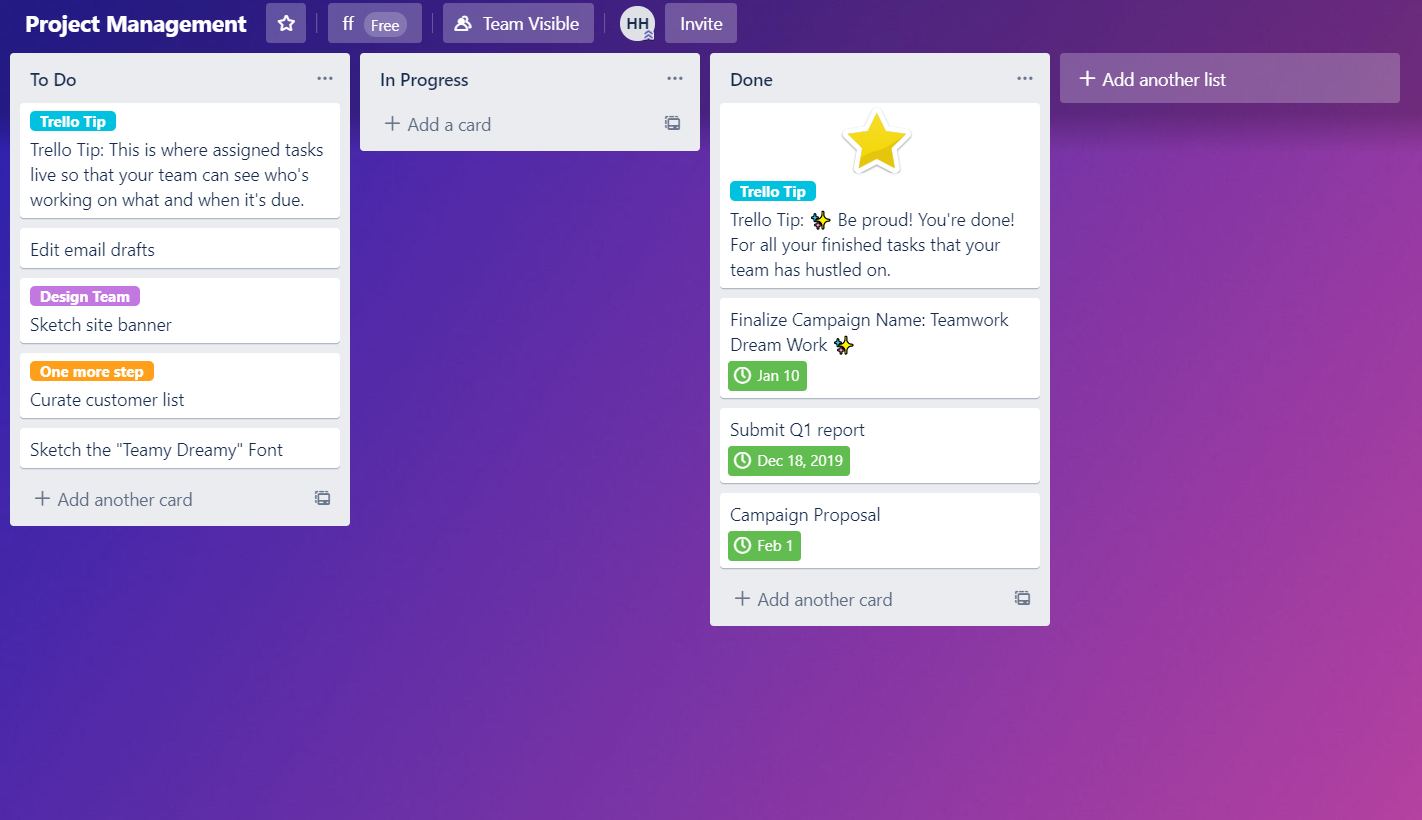 Project Management
ff Free
Team Visible
HH
Invite
To Do
Trello Tip
Trello Tip: This is where assigned tasks
live so that your team can see who's
working on what and when it's due.
Edit email drafts
Design Team
Sketch site banner
One more step
Curate customer list
Sketch the "Teamy Dreamy" Font
+ Add another card
In Progress
+ Add a card
Done
Trello Tip
Trello Tip: ✨ Be proud! You're done!
For all your finished tasks that your
team has hustled on.
Finalize Campaign Name: Teamwork
Dream Work ✨
Jan 10
Submit Q1 report
Dec 18, 2019
Campaign Proposal
Feb 1
+ Add another card
+ Add another list